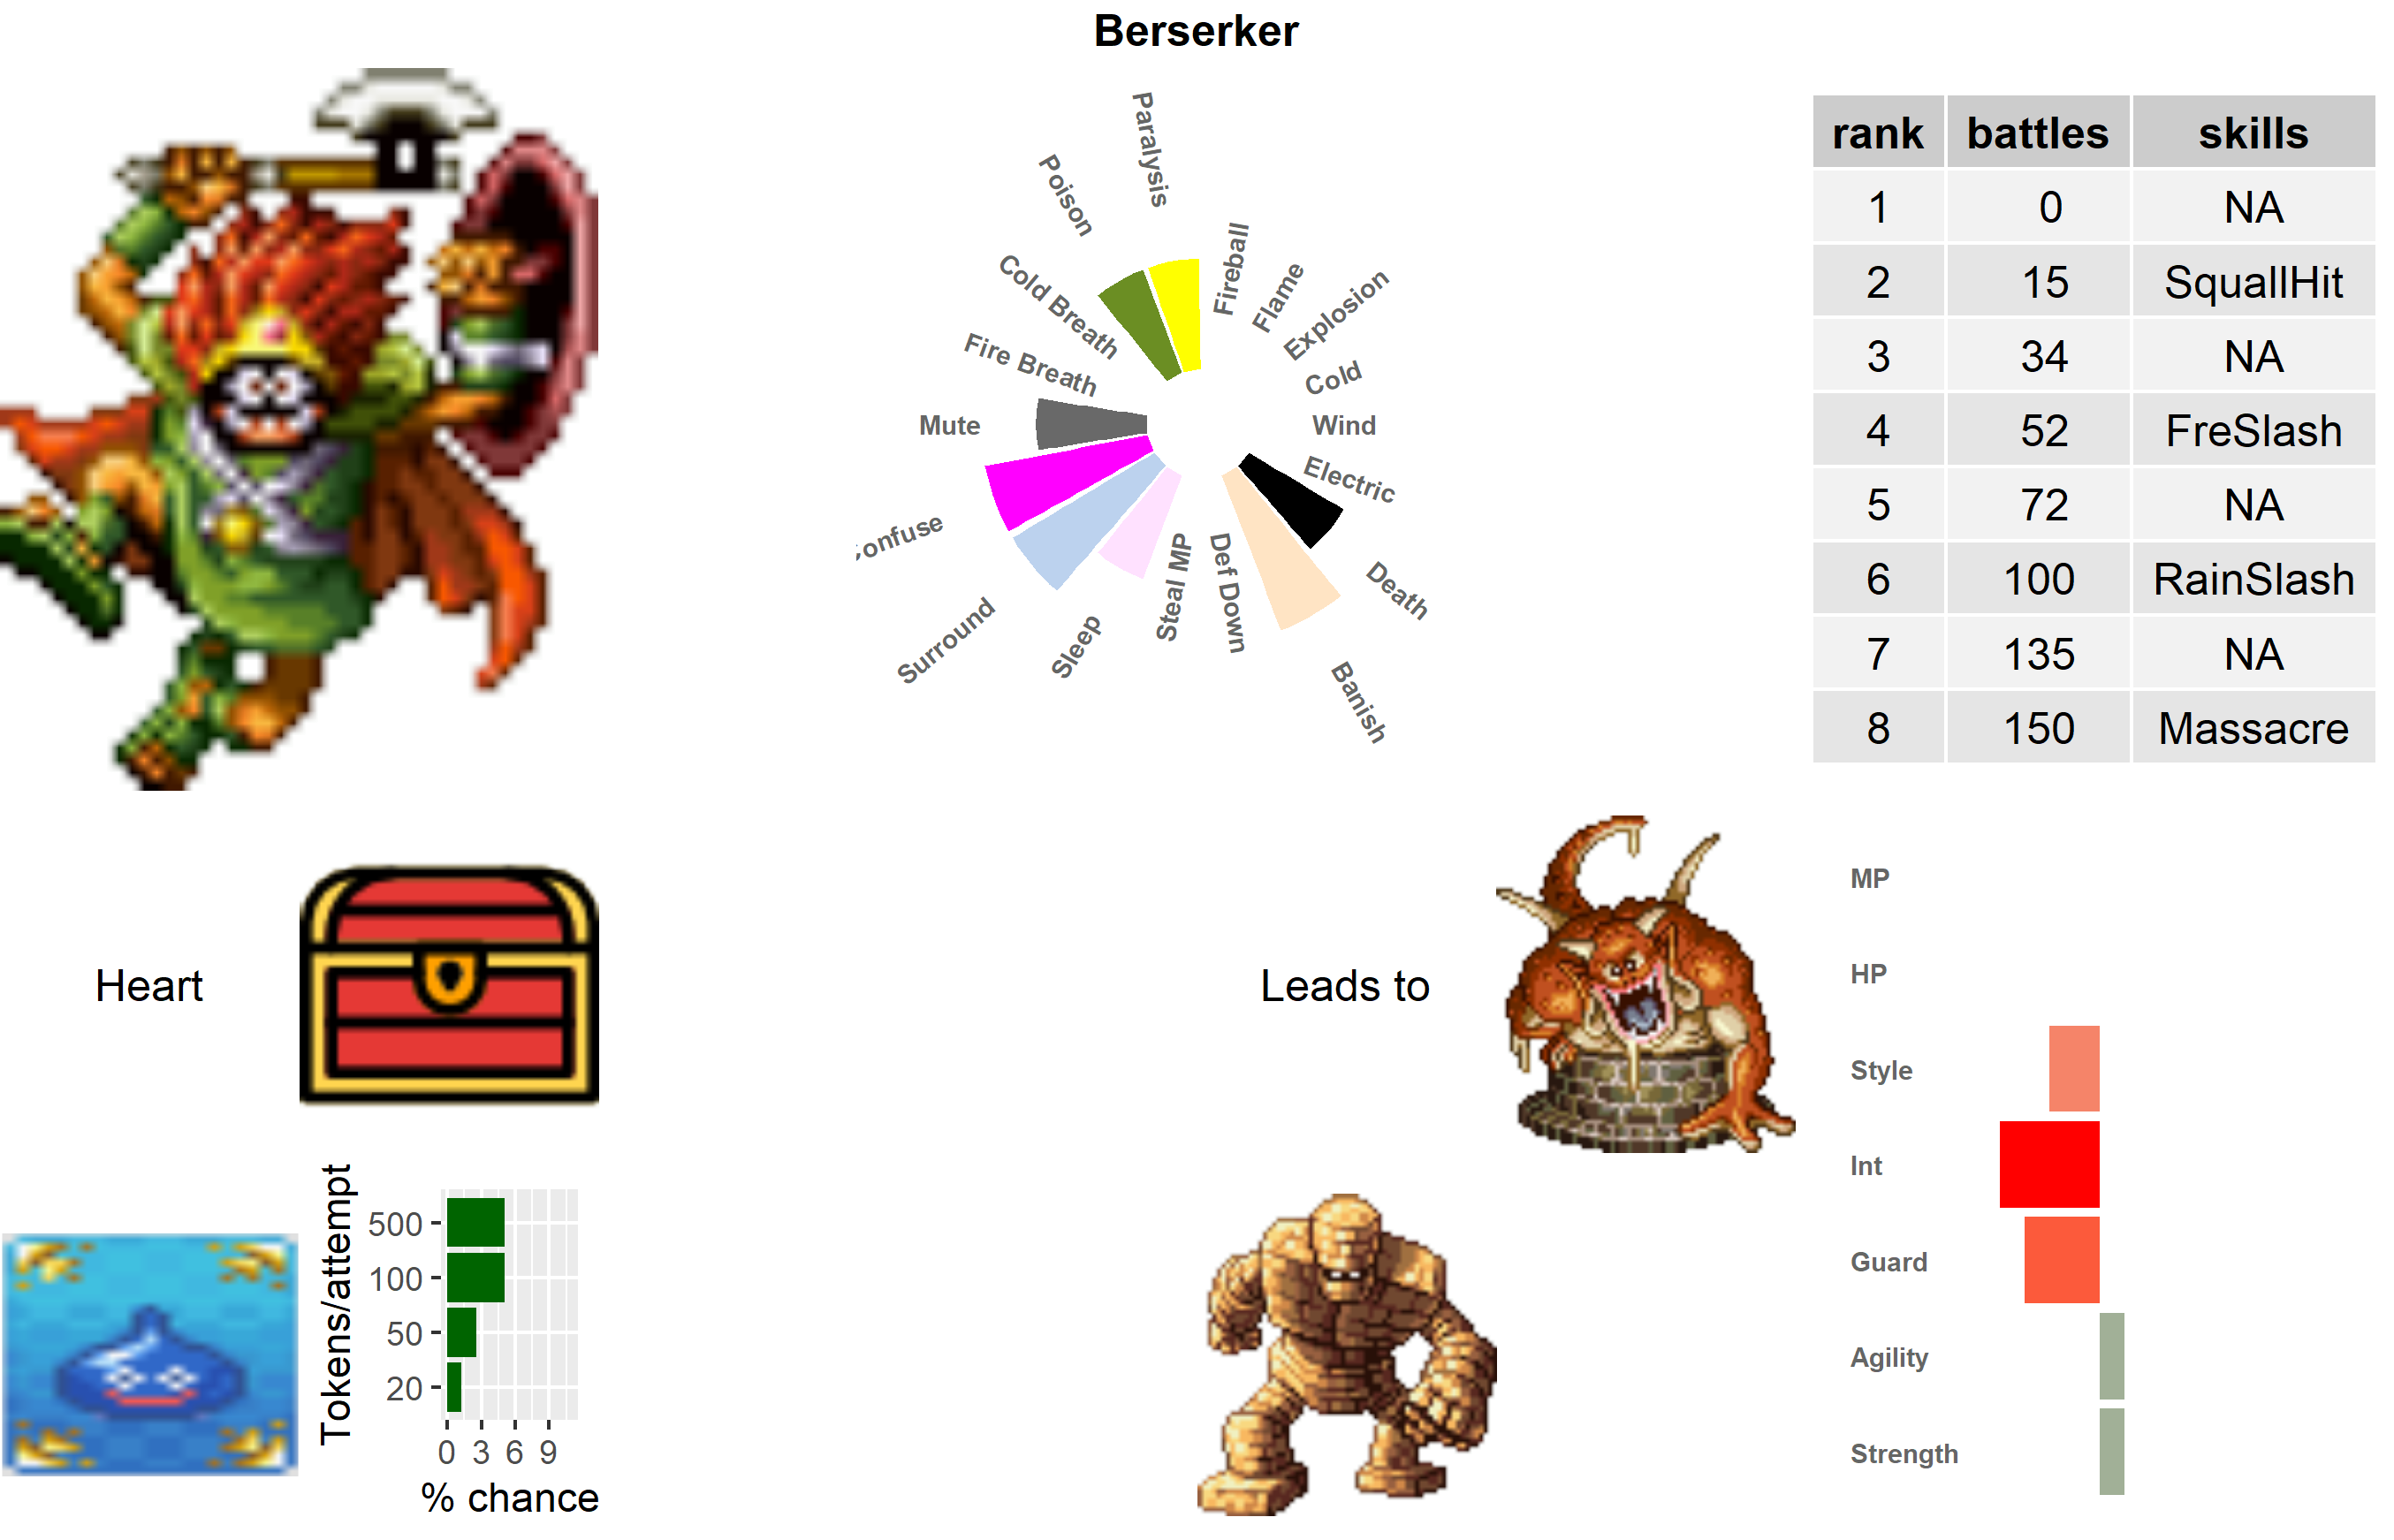 Berserker
Paralysis
Poison
Cold Breath
Fire Breath
Mute
onfuse
Surround
Sleep
Steal MP
Def Down
Banish
Death
Electric
Wind
Cold
Explosion
Flame
Fireball
rank battles skills
1 0 NA
2 15 SquallHit
3 34 NA
4 52 FreSlash
5 72 NA
6 100 RainSlash
7 135 NA
8 150 Massacre
Heart
Leads to
MP
HP
Style
Int
Guard
Agility
Strength
Tokens/attempt
500
100
50
20
0 3 6 9
% chance